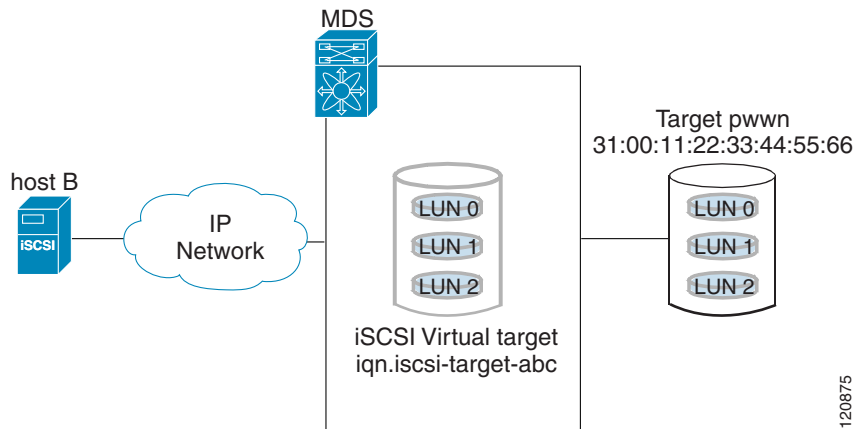 MDS
Target pwwn
31:00:11:22:33:44:55:66
host B
iSCSI
IP
Network
LUN 0
LUN 1
LUN 2
LUN 0
LUN 1
LUN 2
iSCSI Virtual target
iqn.iscsi-target-abc
120875